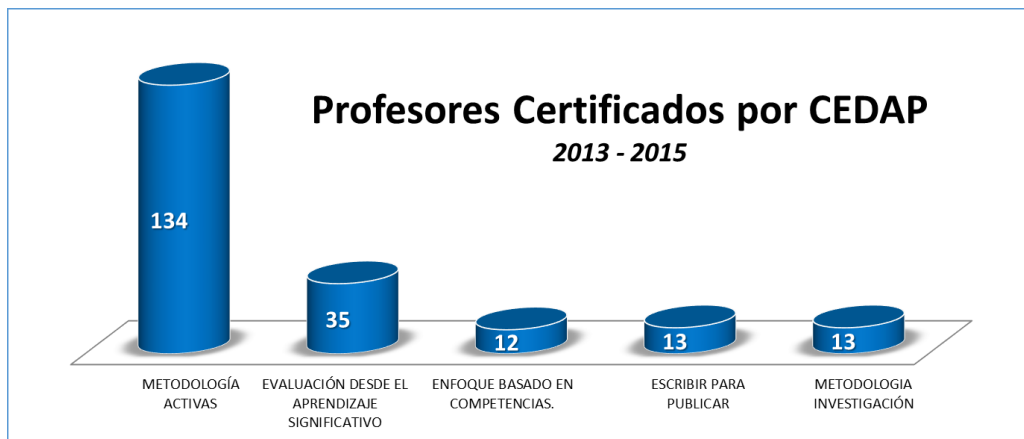 Profesores Certificados por CEDAP
2013 - 2015
134
35
12
13
13
METODOLOGÍA
ACTIVAS
EVALUACIÓN DESDE EL
APRENDIZAJE
SIGNIFICATIVO
ENFOQUE BASADO EN
COMPETENCIAS.
ESCRIBIR PARA
PUBLICAR
METODOLOGIA
INVESTIGACIÓN